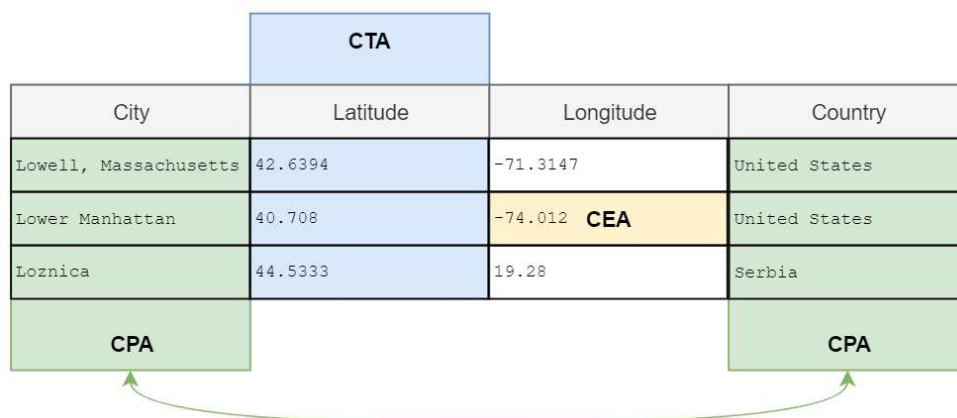 CTA
City Latitude Longitude Country
Lowell, Massachusetts 42.6394 -71.3147 United States
Lower Manhattan 40.708 -74.012 CEA United States
Loznica 44.5333 19.28 Serbia
CPA CPA